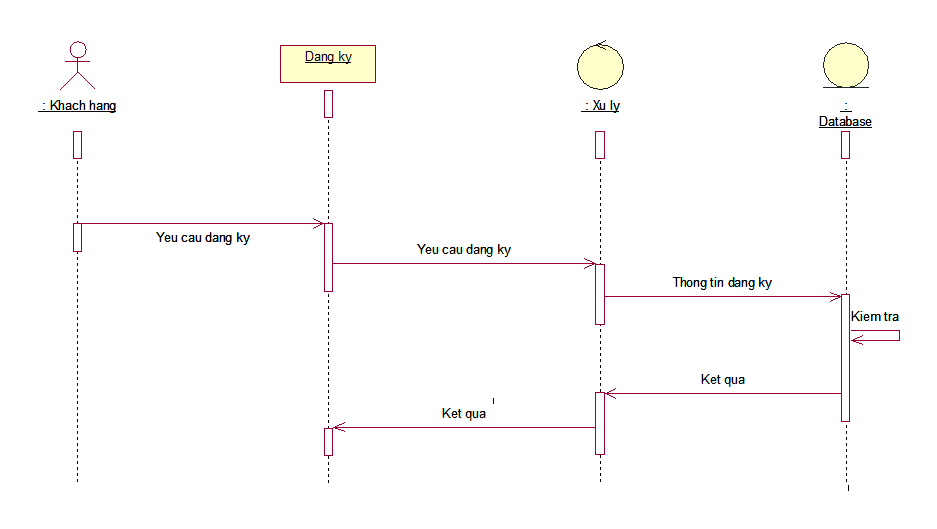 Dang ky
: Khach hang
: Xu ly
:
Database
Yeu cau dang ky
Yeu cau dang ky
Thong tin dang ky
Kiem tra
Ket qua
Ket qua